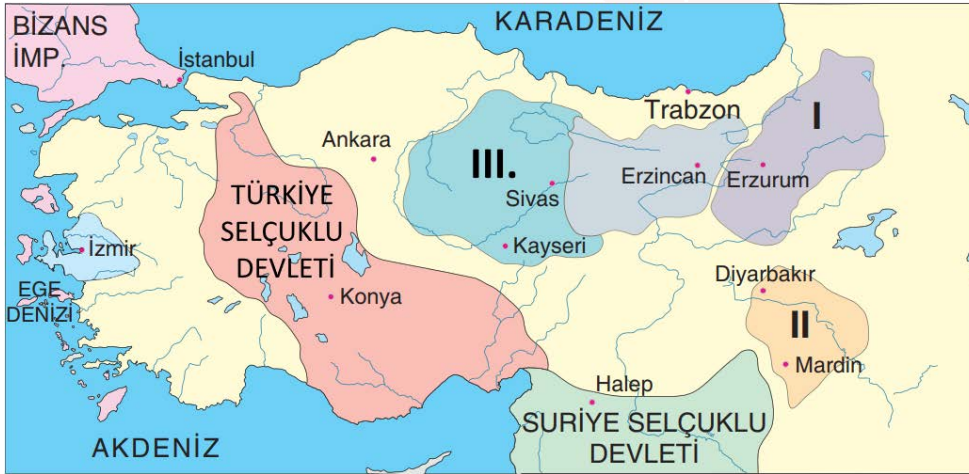 BİZANS
İMP.
KARADENİZ
İstanbul
Trabzon
I
Ankara
III.
Erzincan
Erzurum
Sivas
TÜRKİYE
SELÇUKLU
DEVLETİ
Kayseri
İzmir
Diyarbakır
EGE
DENİZİ
Konya
II
Mardin
Halep
SURİYE SELÇUKLU
DEVLETİ
AKDENİZ